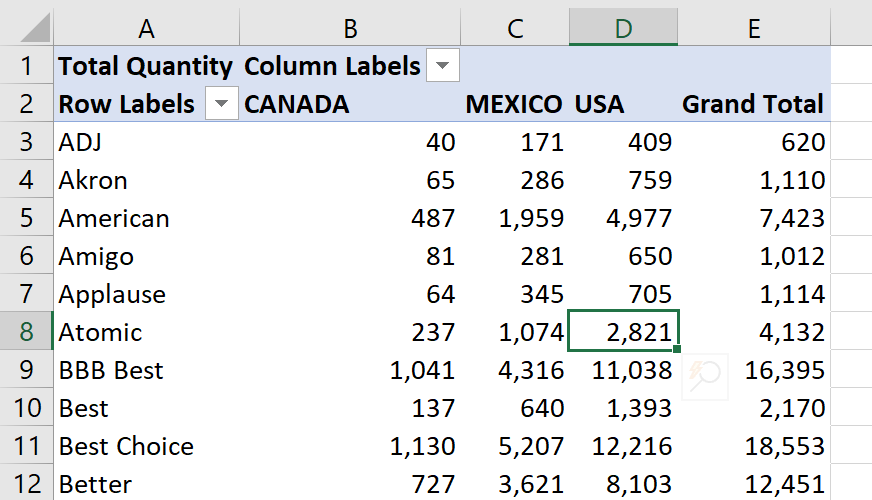 A B C D E
1 Total Quantity Column Labels
2 Row Labels CANADA MEXICO USA Grand Total
3 ADJ 40 171 409 620
4 Akron 65 286 759 1,110
5 American 487 1,959 4,977 7,423
6 Amigo 81 281 650 1,012
7 Applause 64 345 705 1,114
8 Atomic 237 1,074 2,821 4,132
9 BBB Best 1,041 4,316 11,038 16,395
10 Best 137 640 1,393 2,170
11 Best Choice 1,130 5,207 12,216 18,553
12 Better 727 3,621 8,103 12,451